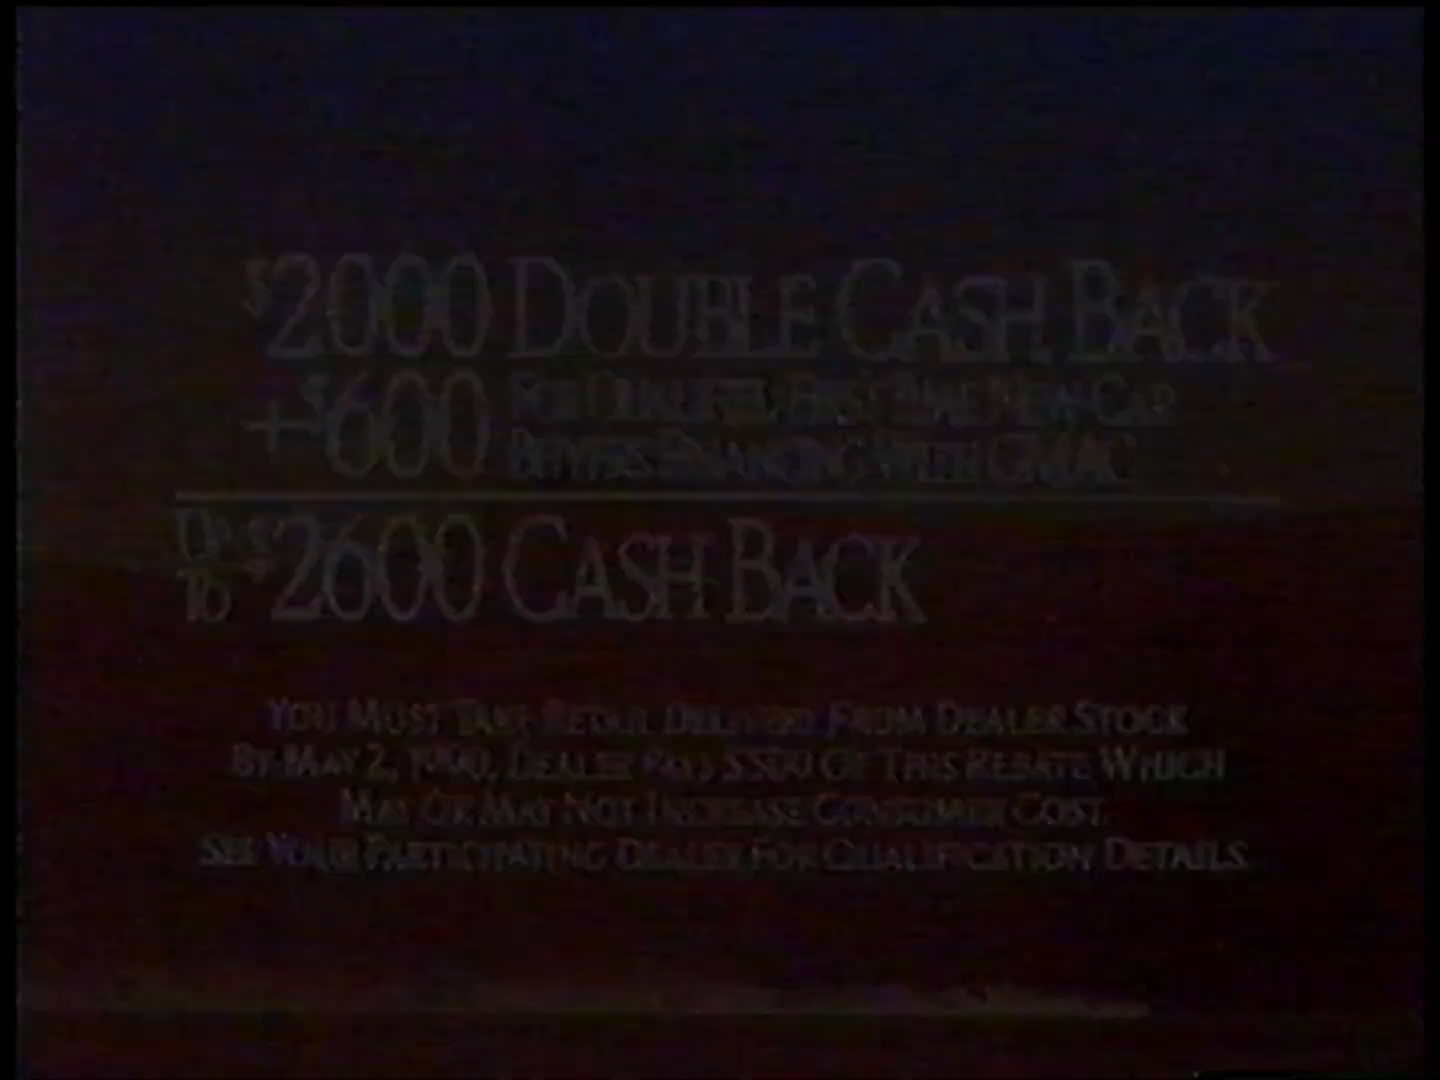 $2000 DOUBLE CASH BACK
+$600 FOR QUALIFIED, FIRST TIME NEW CAR
BUYERS FINANCING WITH GMAC
UP TO $2600 CASH BACK
YOU MUST TAKE RETAIL DELIVERY FROM DEALER STOCK
BY MAY 2, 1990. DEALER PAYS $500 OF THIS REBATE WHICH
MAY OR MAY NOT INCREASE CONSUMER COST.
SEE YOUR PARTICIPATING DEALER FOR QUALIFICATION DETAILS.